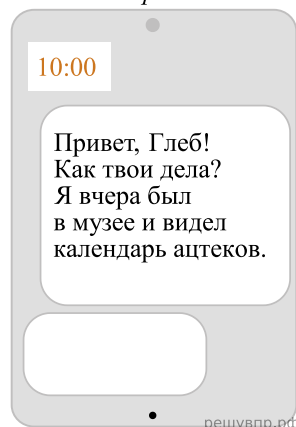 10:00
Привет, Глеб!
Как твои дела?
Я вчера был
в музее и видел
календарь ацтеков.
решувпр.рф